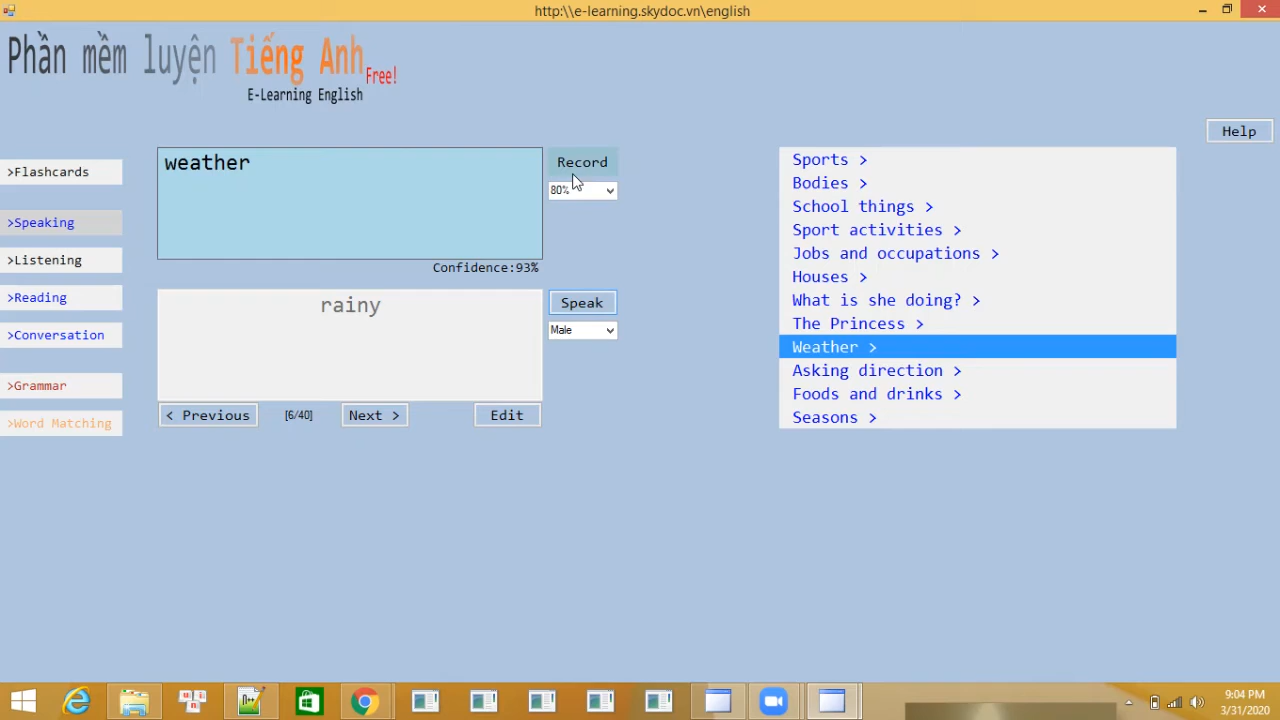 http:\\e-learning.skydoc.vn\english
Phần mềm luyện Tiếng Anh Free!
E-Learning English
Help
>Flashcards
>Speaking
>Listening
>Reading
>Conversation
>Grammar
>Word Matching
weather
Record
80%
Confidence:93%
rainy
Speak
Male
< Previous
[6/40]
Next >
Edit
Sports >
Bodies >
School things >
Sport activities >
Jobs and occupations >
Houses >
What is she doing? >
The Princess >
Weather >
Asking direction >
Foods and drinks >
Seasons >
9:04 PM
3/31/2020